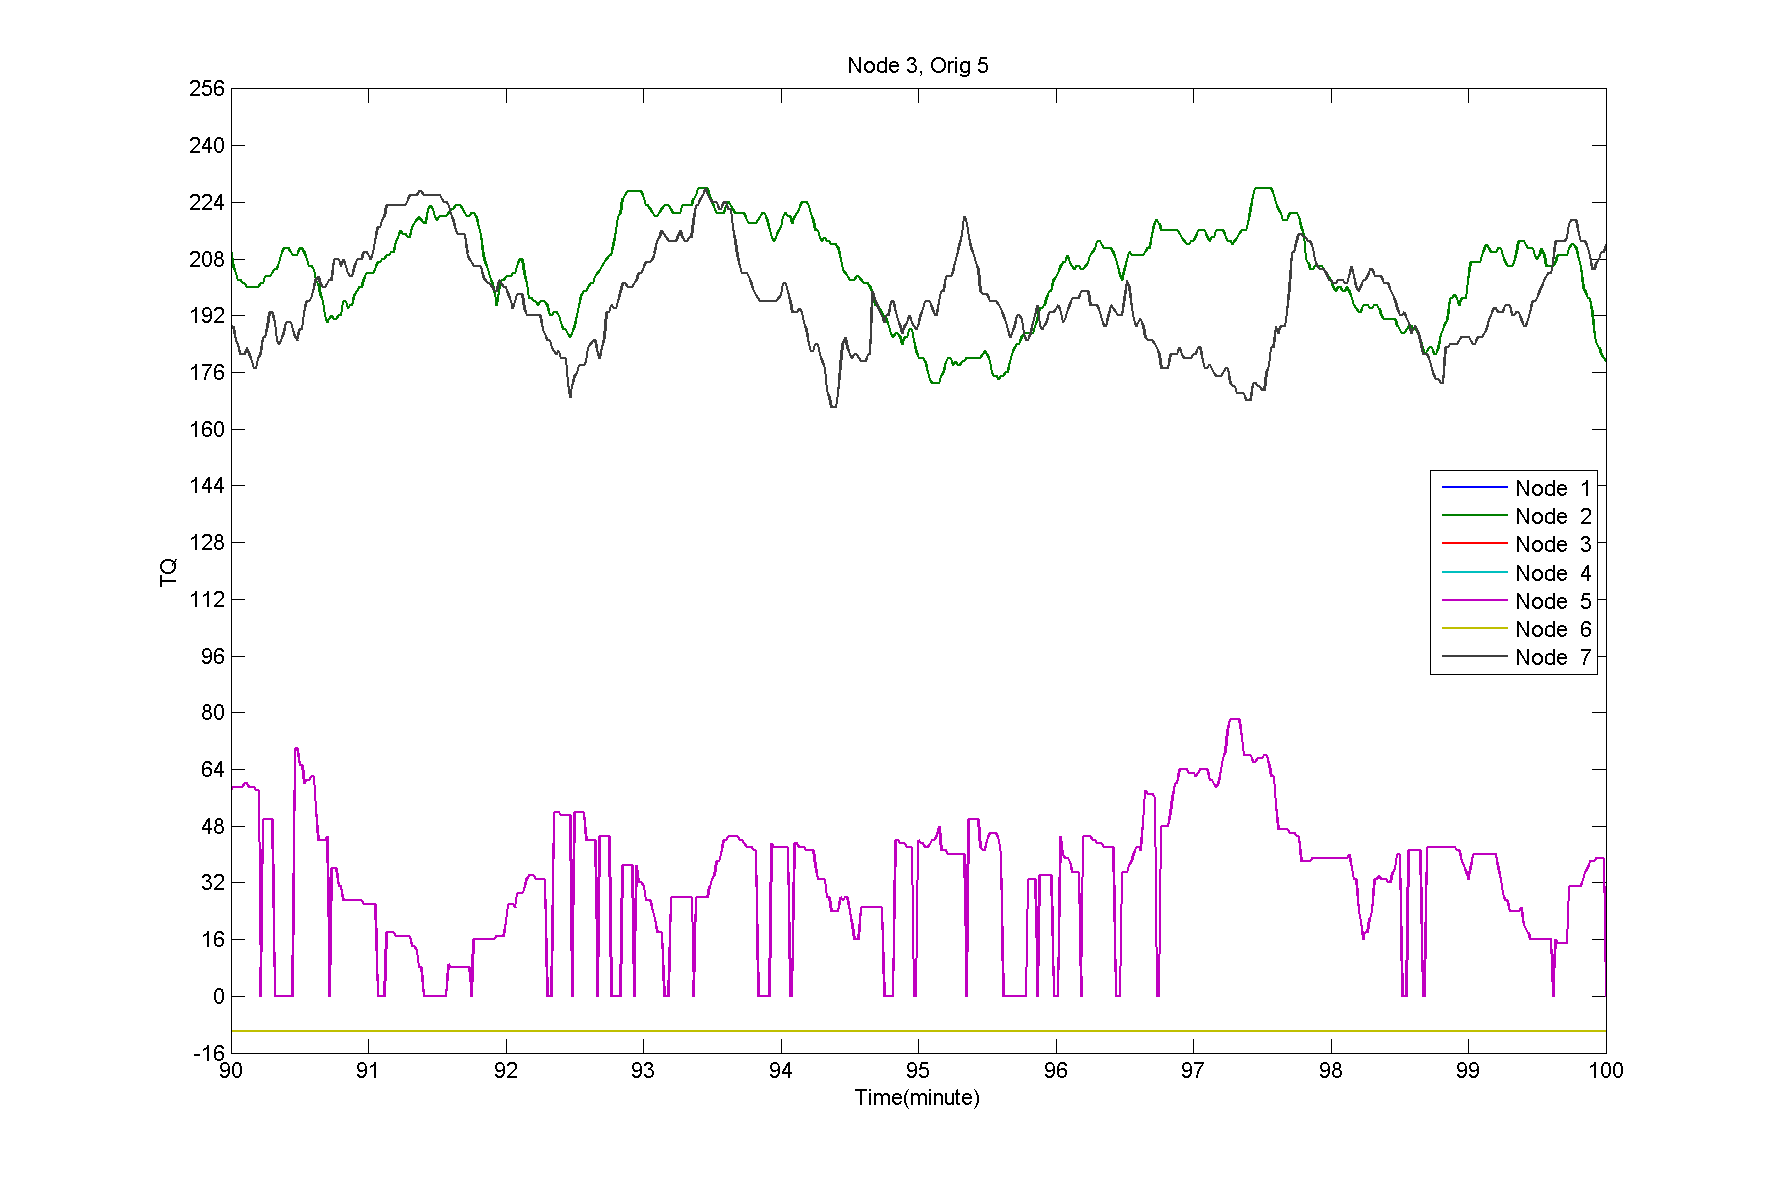 Node 3, Orig 5
256
240
224
208
192
176
160
144
128
112
96
80
64
48
32
16
0
-16
TQ
Node 1
Node 2
Node 3
Node 4
Node 5
Node 6
Node 7
90 91 92 93 94 95 96 97 98 99 100
Time(minute)